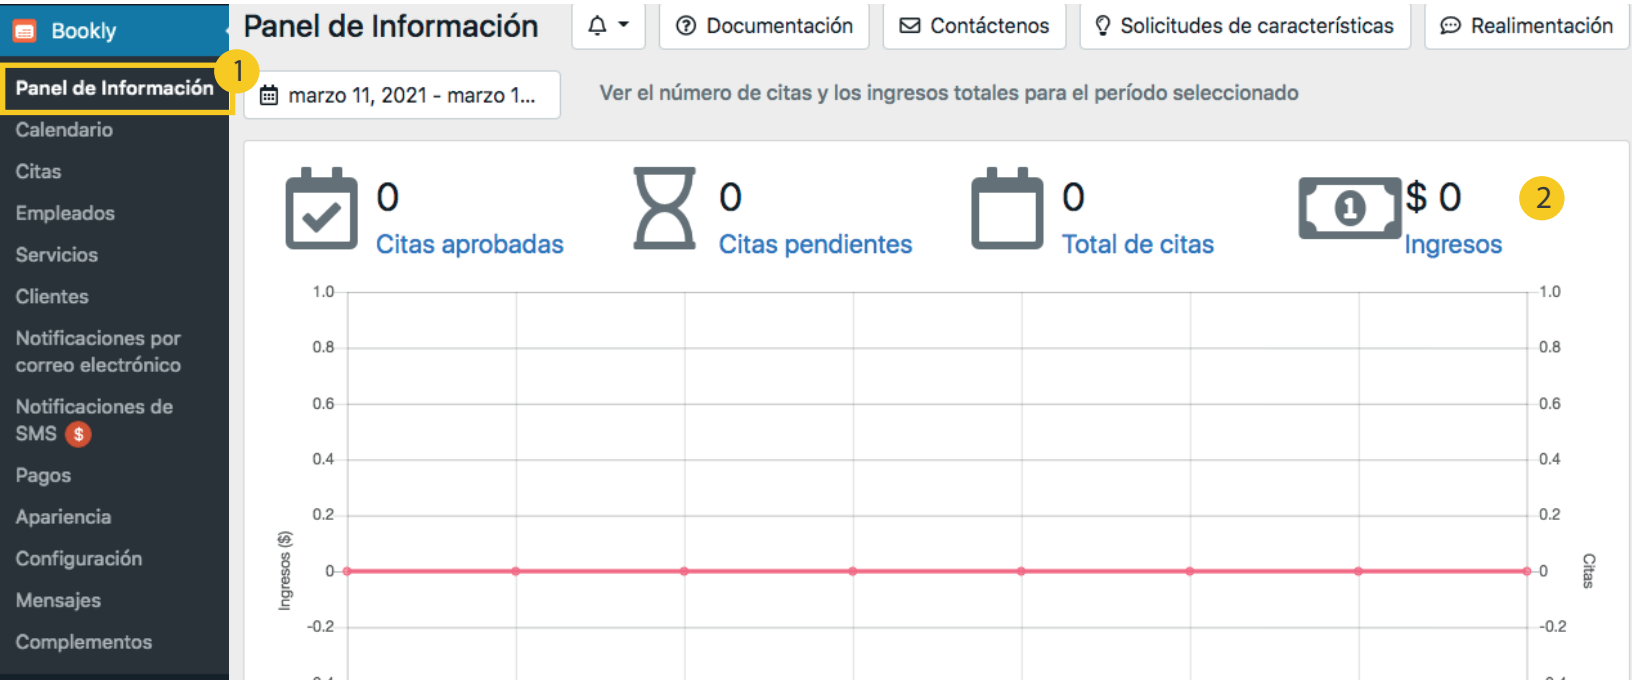 Bookly
Panel de Información
1
Calendario
Citas
Empleados
Servicios
Clientes
Notificaciones por
correo electrónico
Notificaciones de
SMS $
Pagos
Apariencia
Configuración
Mensajes
Complementos
Panel de Información
Documentación
Contáctenos
Solicitudes de características
Realimentación
marzo 11, 2021 - marzo 1...
Ver el número de citas y los ingresos totales para el período seleccionado
0
Citas aprobadas
0
Citas pendientes
0
Total de citas
1
$ 0
Ingresos
2
1.0
0.8
0.6
0.4
0.2
0
-0.2
Ingresos ($)
1.0
0.8
0.6
0.4
0.2
0
-0.2
Citas